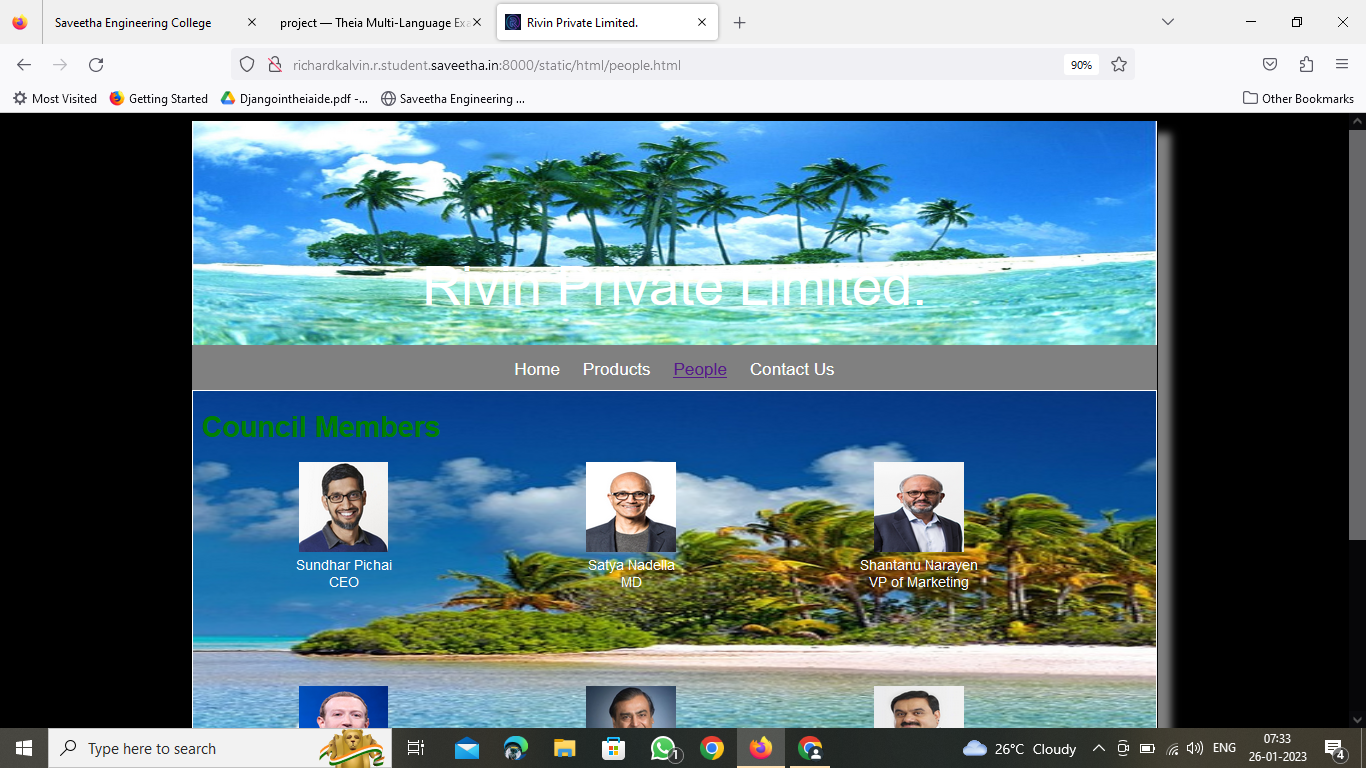 Saveetha Engineering College
project — Theia Multi-Language Exa
Rivin Private Limited.
richardkalvin.r.student.saveetha.in:8000/static/html/people.html
90%
Most Visited
Getting Started
Djangointheiaide.pdf -...
Saveetha Engineering ...
Other Bookmarks
Rivin Private Limited.
Home Products People Contact Us
Council Members
Sundhar Pichai
CEO
Satya Nadella
MD
Shantanu Narayen
VP of Marketing
Type here to search
1
26°C Cloudy
ENG
07:33
26-01-2023
4